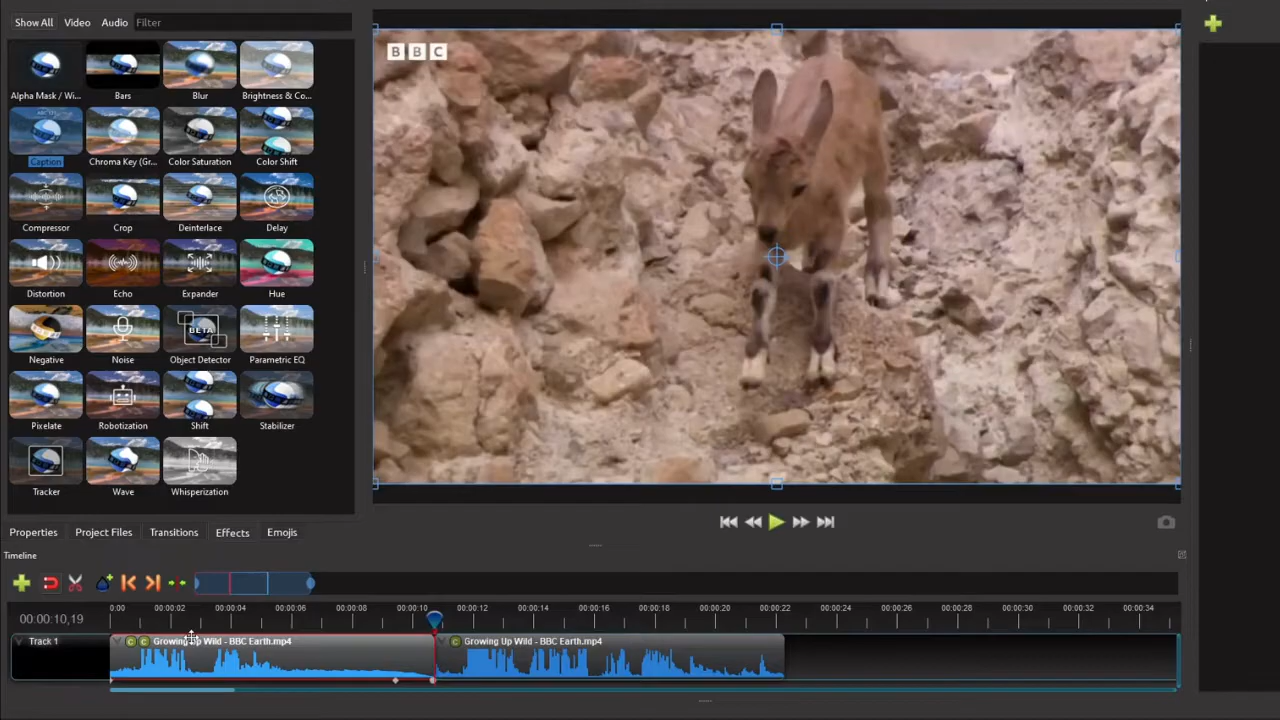 Show All Video Audio Filter
BBC
Alpha Mask / Wi... Bars Blur Brightness & Co...
Caption Chroma Key (Gr... Color Saturation Color Shift
Compressor Crop Deinterlace Delay
Distortion Echo Expander Hue
BETA
Negative Noise Object Detector Parametric EQ
Pixelate Robotization Shift Stabilizer
Tracker Wave Whisperization
Properties Project Files Transitions Effects Emojis
Timeline
00:00:10,19
0:00 00:00:02 00:00:04 00:00:06 00:00:08 00:00:10 00:00:12 00:00:14 00:00:16 00:00:18 00:00:20 00:00:22 00:00:24 00:00:26 00:00:28 00:00:30 00:00:32 00:00:34
Track 1 C C Growing Up Wild - BBC Earth.mp4 C Growing Up Wild - BBC Earth.mp4